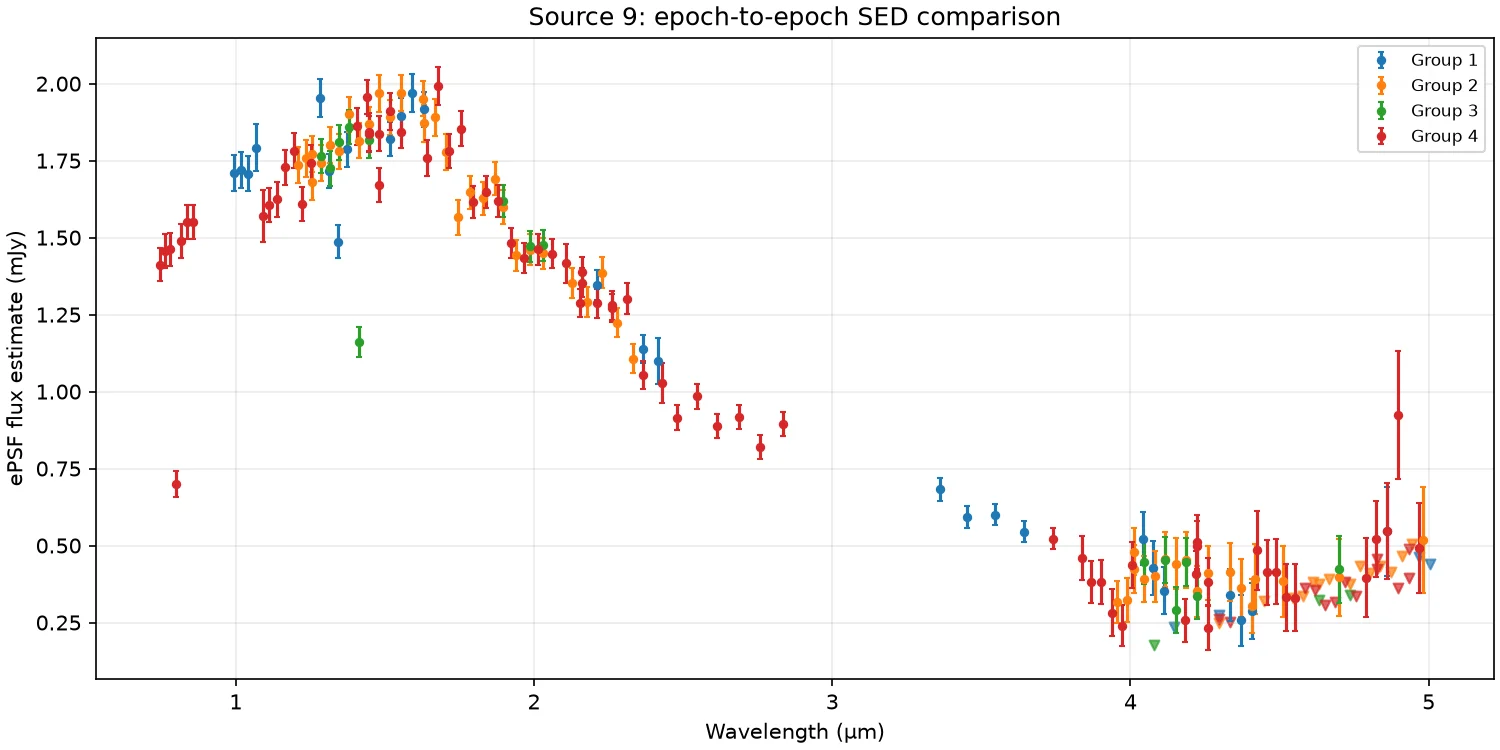 Source 9: epoch-to-epoch SED comparison
Group 1
Group 2
Group 3
Group 4
ePSF flux estimate (mJy)
2.00
1.75
1.50
1.25
1.00
0.75
0.50
0.25
1 2 3 4 5
Wavelength (µm)